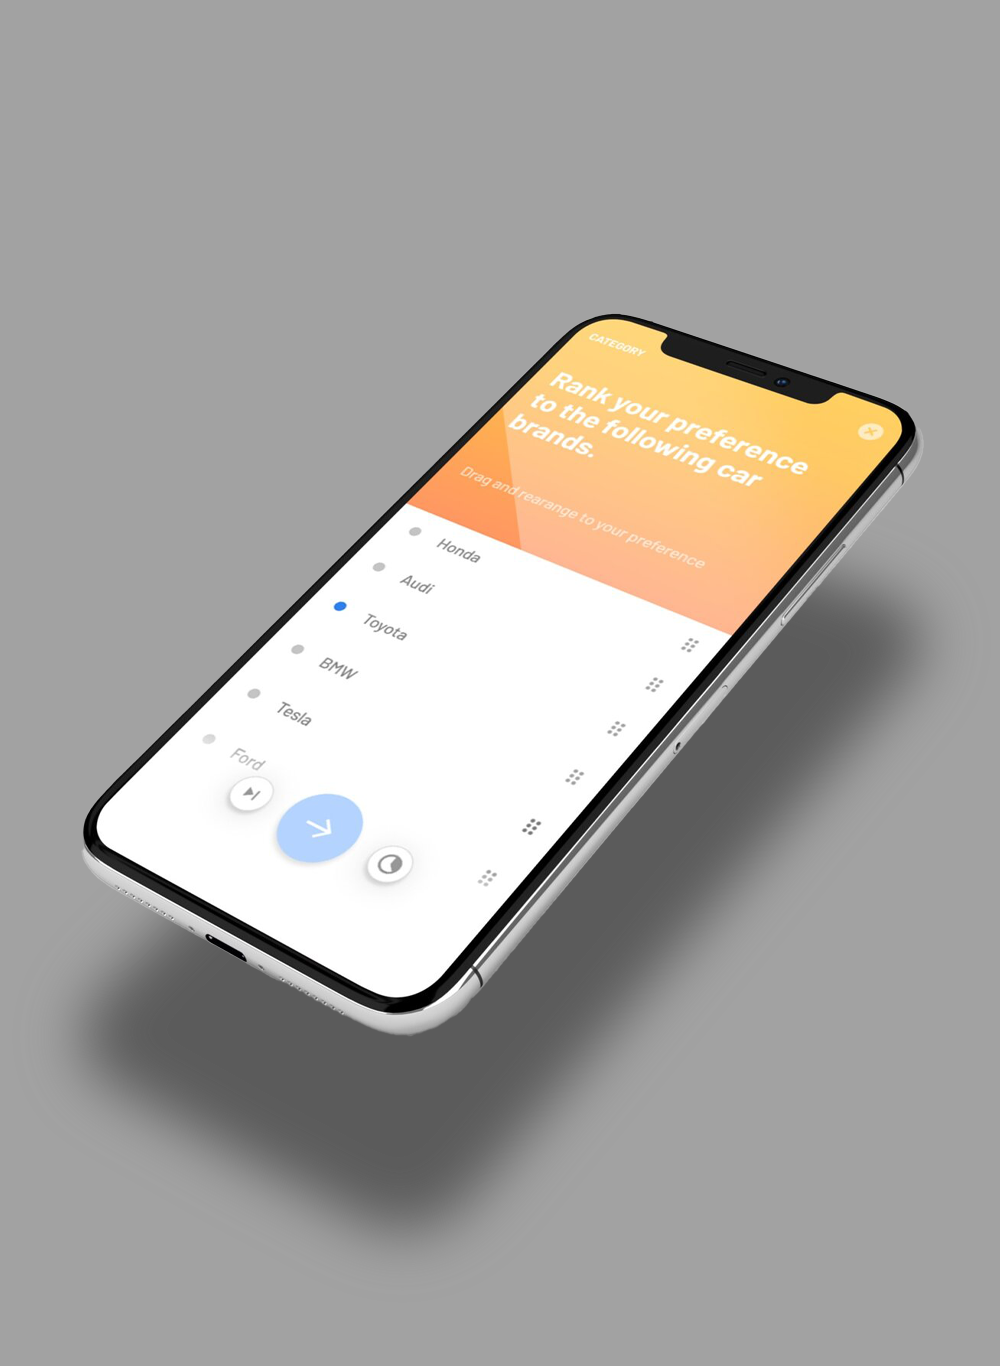 CATEGORY
Rank your preference
to the following car
brands.
Drag and rearange to your preference
Honda
Audi
Toyota
BMW
Tesla
Ford